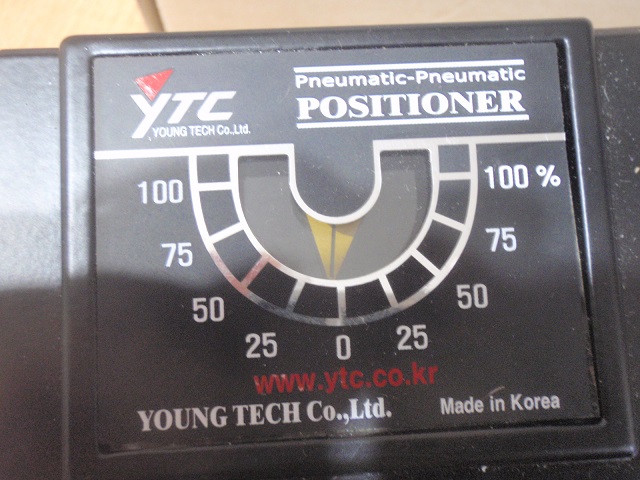 YTC
YOUNG TECH Co.,Ltd.
Pneumatic-Pneumatic
POSITIONER
100 100 %
75 75
50 50
25 0 25
www.ytc.co.kr
YOUNG TECH Co.,Ltd. Made in Korea